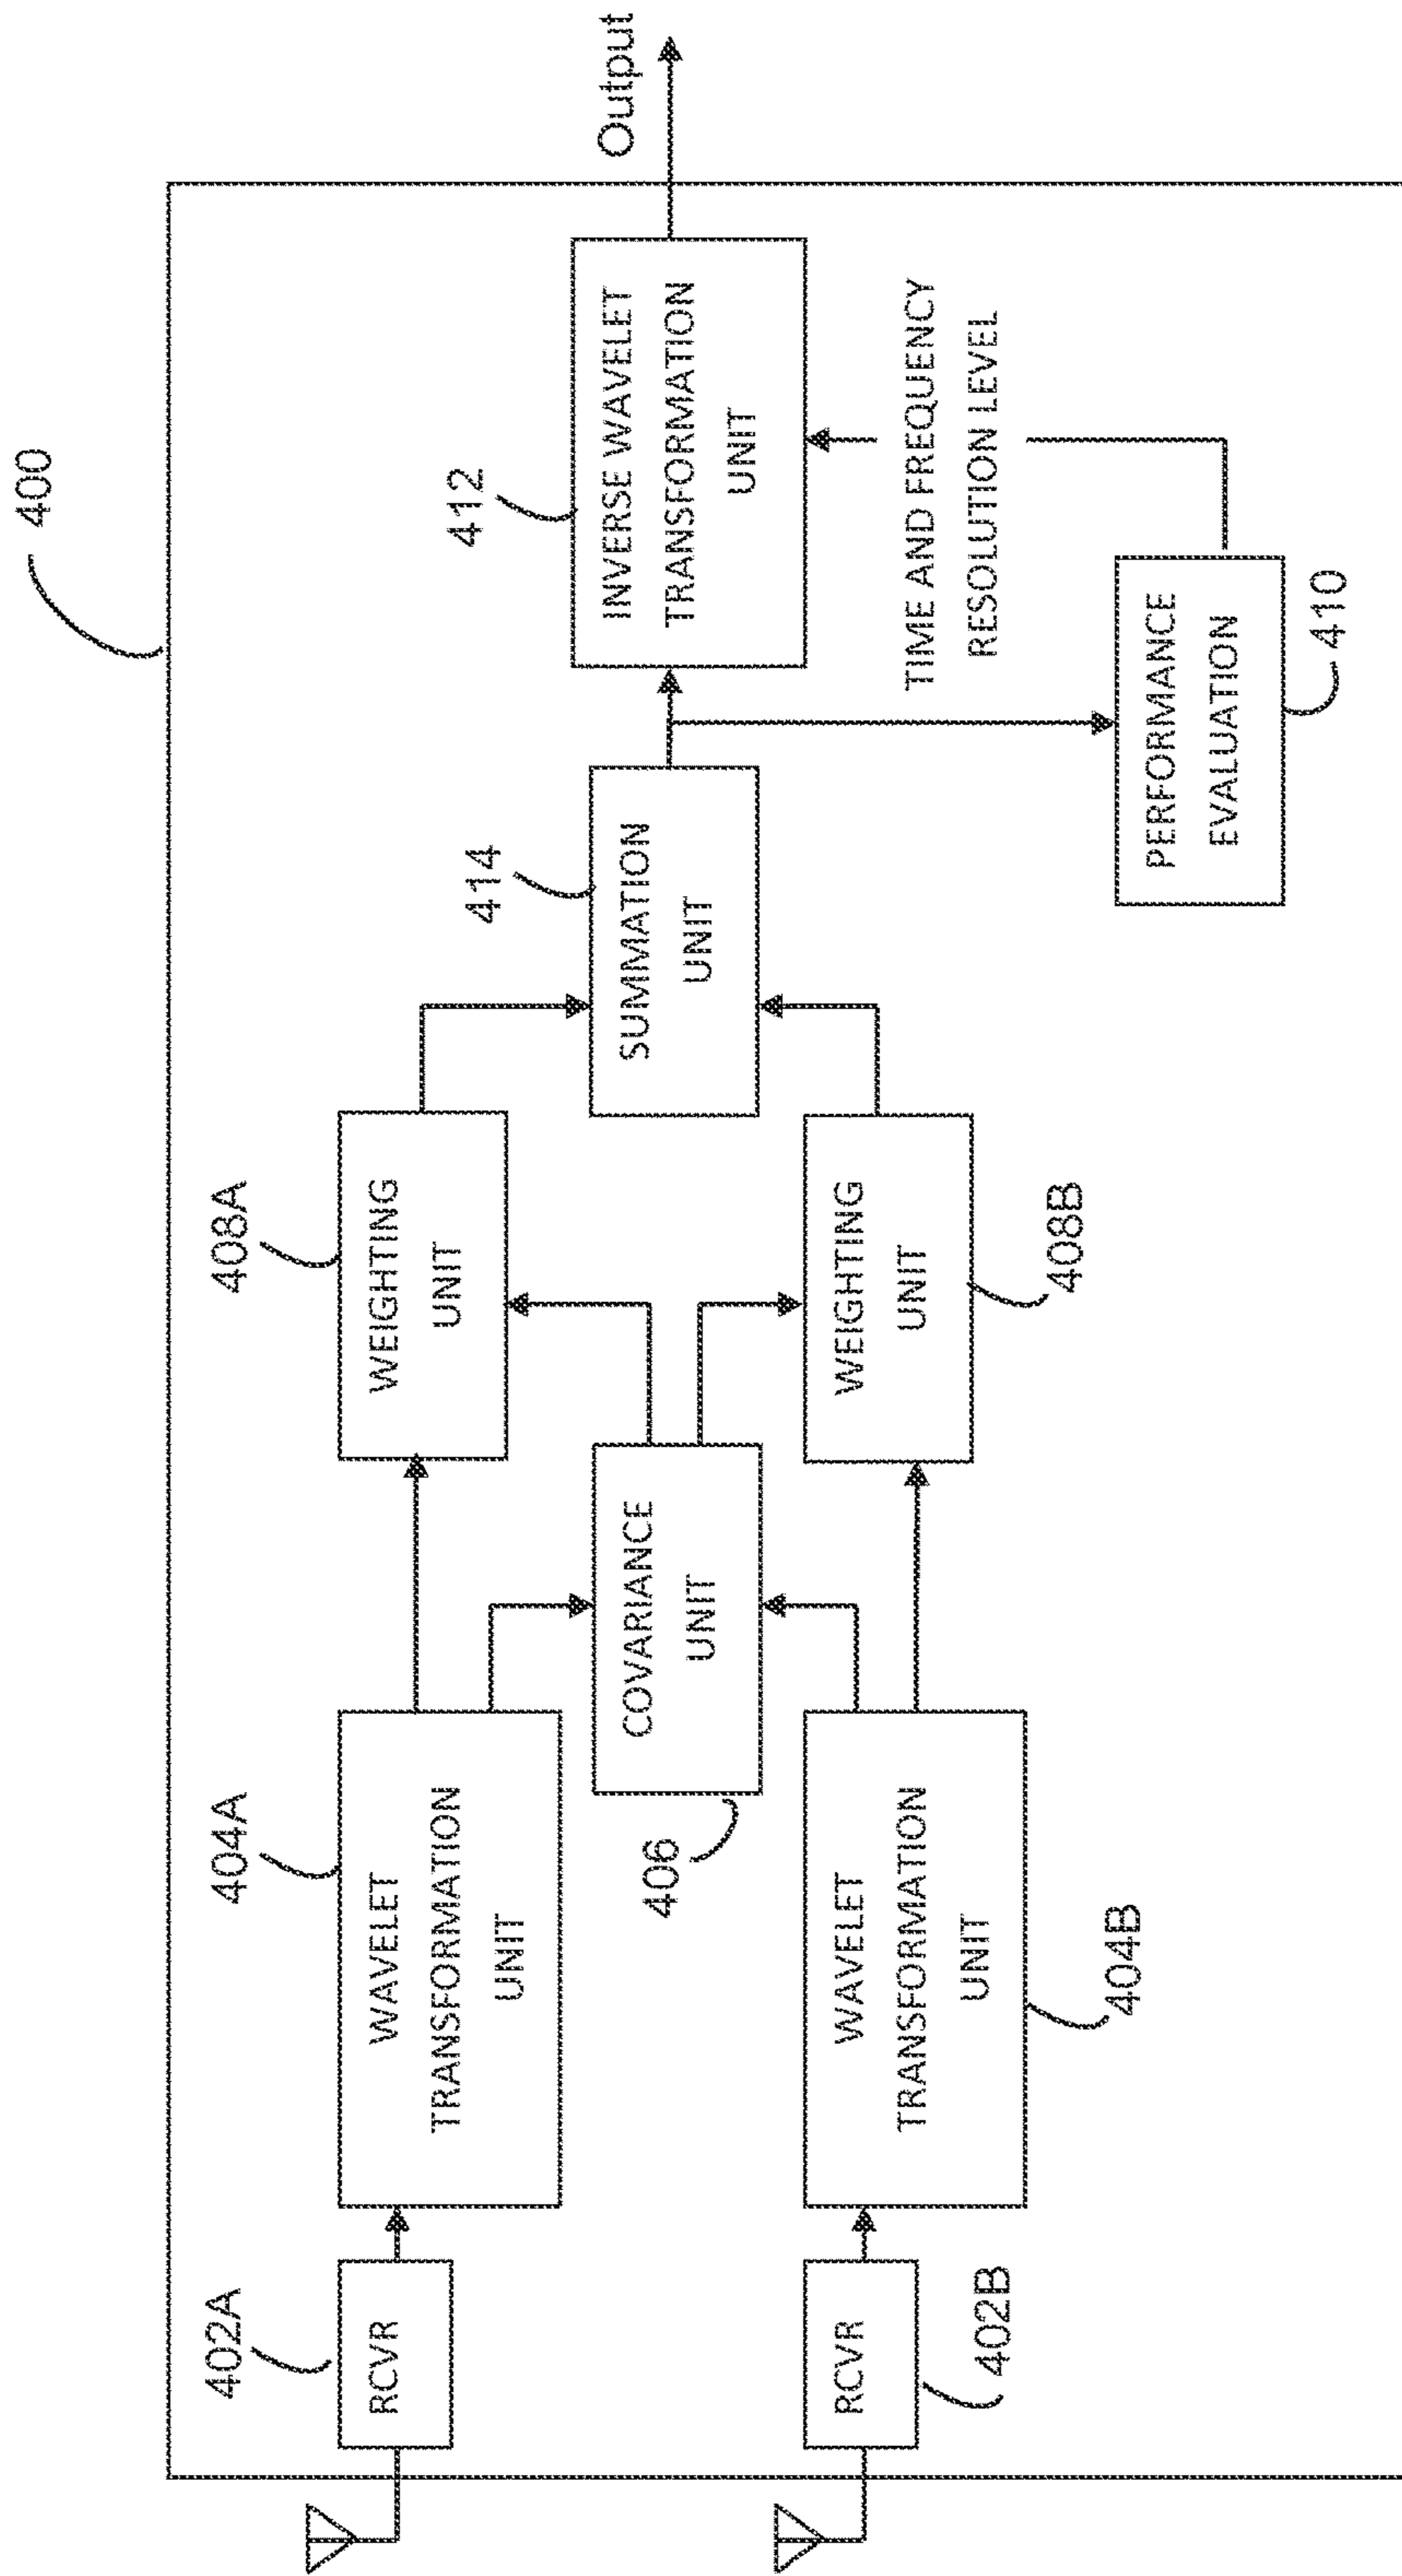 400
402A
RCVR
404A
WAVELET
TRANSFORMATION
UNIT
408A
WEIGHTING
UNIT
406
COVARIANCE
UNIT
414
SUMMATION
UNIT
412
INVERSE WAVELET
TRANSFORMATION
UNIT
Output
402B
RCVR
404B
WAVELET
TRANSFORMATION
UNIT
408B
WEIGHTING
UNIT
TIME AND FREQUENCY
RESOLUTION LEVEL
PERFORMANCE
EVALUATION
410